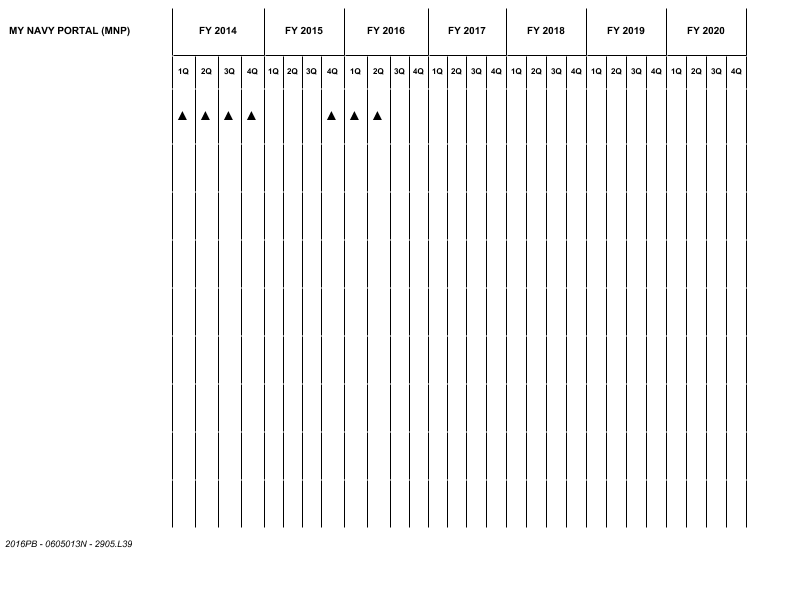 MY NAVY PORTAL (MNP) FY 2014 FY 2015 FY 2016 FY 2017 FY 2018 FY 2019 FY 2020
1Q 2Q 3Q 4Q 1Q 2Q 3Q 4Q 1Q 2Q 3Q 4Q 1Q 2Q 3Q 4Q 1Q 2Q 3Q 4Q 1Q 2Q 3Q 4Q 1Q 2Q 3Q 4Q
2016PB - 0605013N - 2905.L39